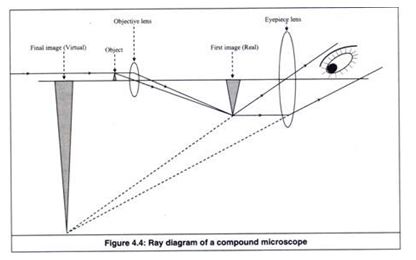 Objective lens
Eyepiece lens
Final image (Virtual)
Object
First image (Real)
Figure 4.4: Ray diagram of a compound microscope